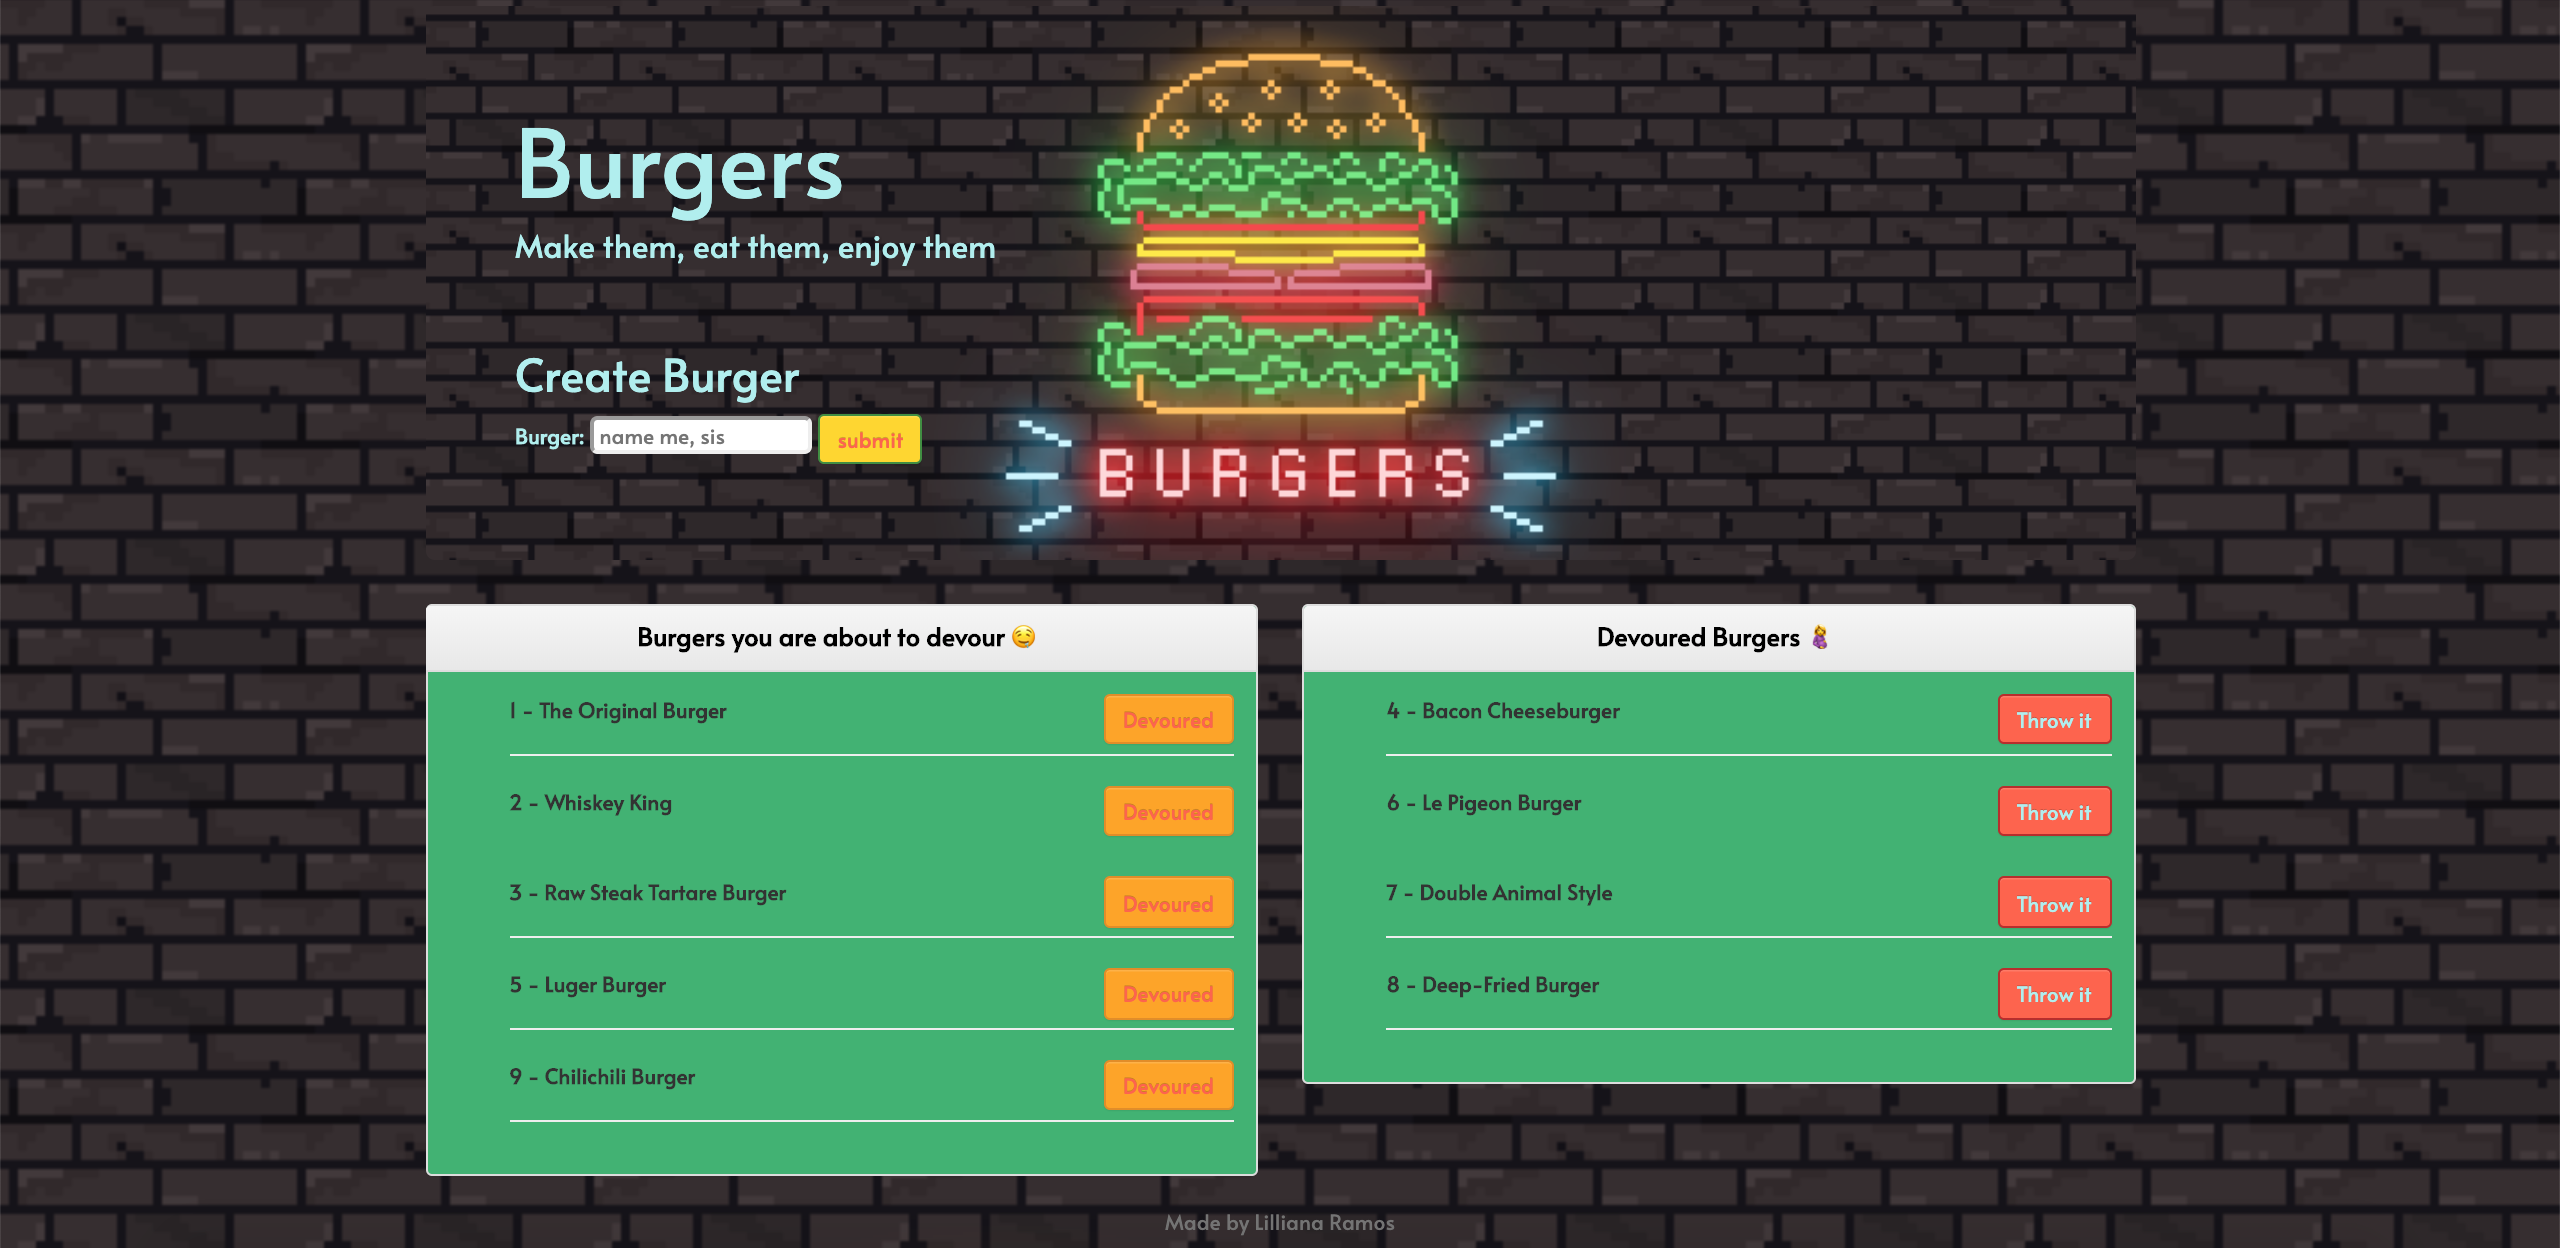 Burgers
Make them, eat them, enjoy them
Create Burger
Burger: name me, sis submit
BURGERS
Burgers you are about to devour 🤤
1 - The Original Burger Devoured
2 - Whiskey King Devoured
3 - Raw Steak Tartare Burger Devoured
5 - Luger Burger Devoured
9 - Chilichili Burger Devoured
Devoured Burgers 🤰
4 - Bacon Cheeseburger Throw it
6 - Le Pigeon Burger Throw it
7 - Double Animal Style Throw it
8 - Deep-Fried Burger Throw it
Made by Lilliana Ramos